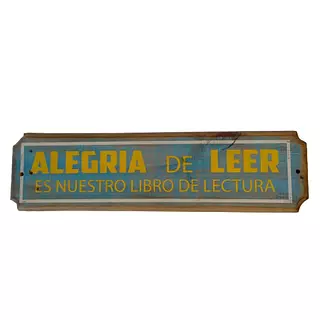 ALEGRIA DE LEER
ES NUESTRO LIBRO DE LECTURA